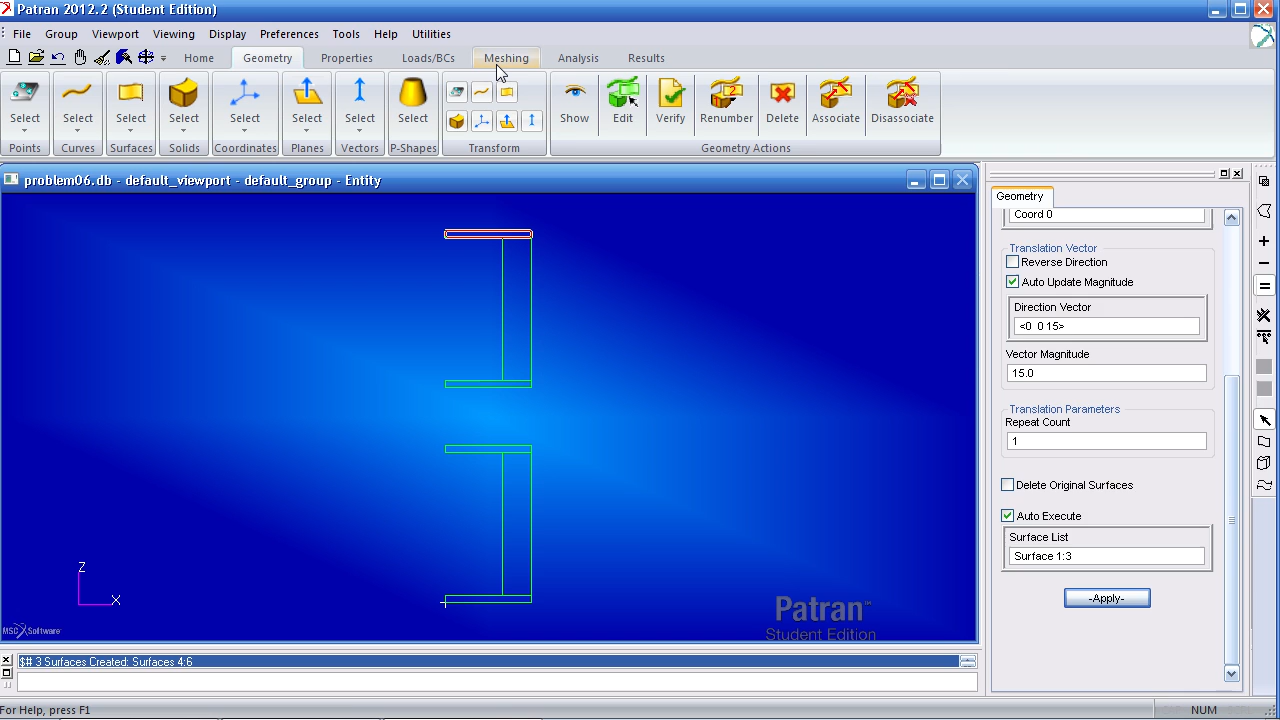 Patran 2012.2 (Student Edition)
File Group Viewport Viewing Display Preferences Tools Help Utilities
Home Geometry Properties Loads/BCs Meshing Analysis Results
Select Select Select Select Select Select Select Select Show Edit Verify Renumber Delete Associate Disassociate
Points Curves Surfaces Solids Coordinates Planes Vectors P-Shapes Transform Geometry Actions
problem06.db - default_viewport - default_group - Entity
Z
X
MSC Software
Patran™
Student Edition
Geometry
Coord 0
Translation Vector
Reverse Direction
Auto Update Magnitude
Direction Vector
<0 0 15>
Vector Magnitude
15.0
Translation Parameters
Repeat Count
1
Delete Original Surfaces
Auto Execute
Surface List
Surface 1:3
-Apply-
$# 3 Surfaces Created: Surfaces 4:6
For Help, press F1
NUM